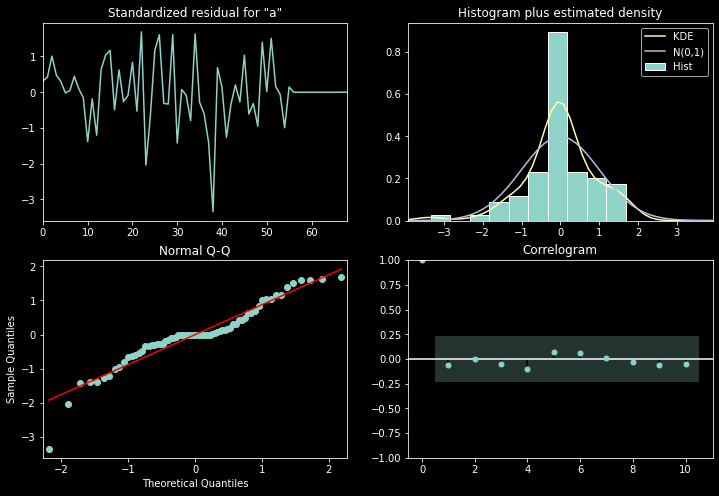 Standardized residual for "a"
1
0
−1
−2
−3
0 10 20 30 40 50 60
Histogram plus estimated density
KDE
N(0,1)
Hist
0.8
0.6
0.4
0.2
0.0
−3 −2 −1 0 1 2 3
Normal Q-Q
Sample Quantiles
2
1
0
−1
−2
−3
−2 −1 0 1 2
Theoretical Quantiles
Correlogram
1.00
0.75
0.50
0.25
0.00
−0.25
−0.50
−0.75
−1.00
0 2 4 6 8 10